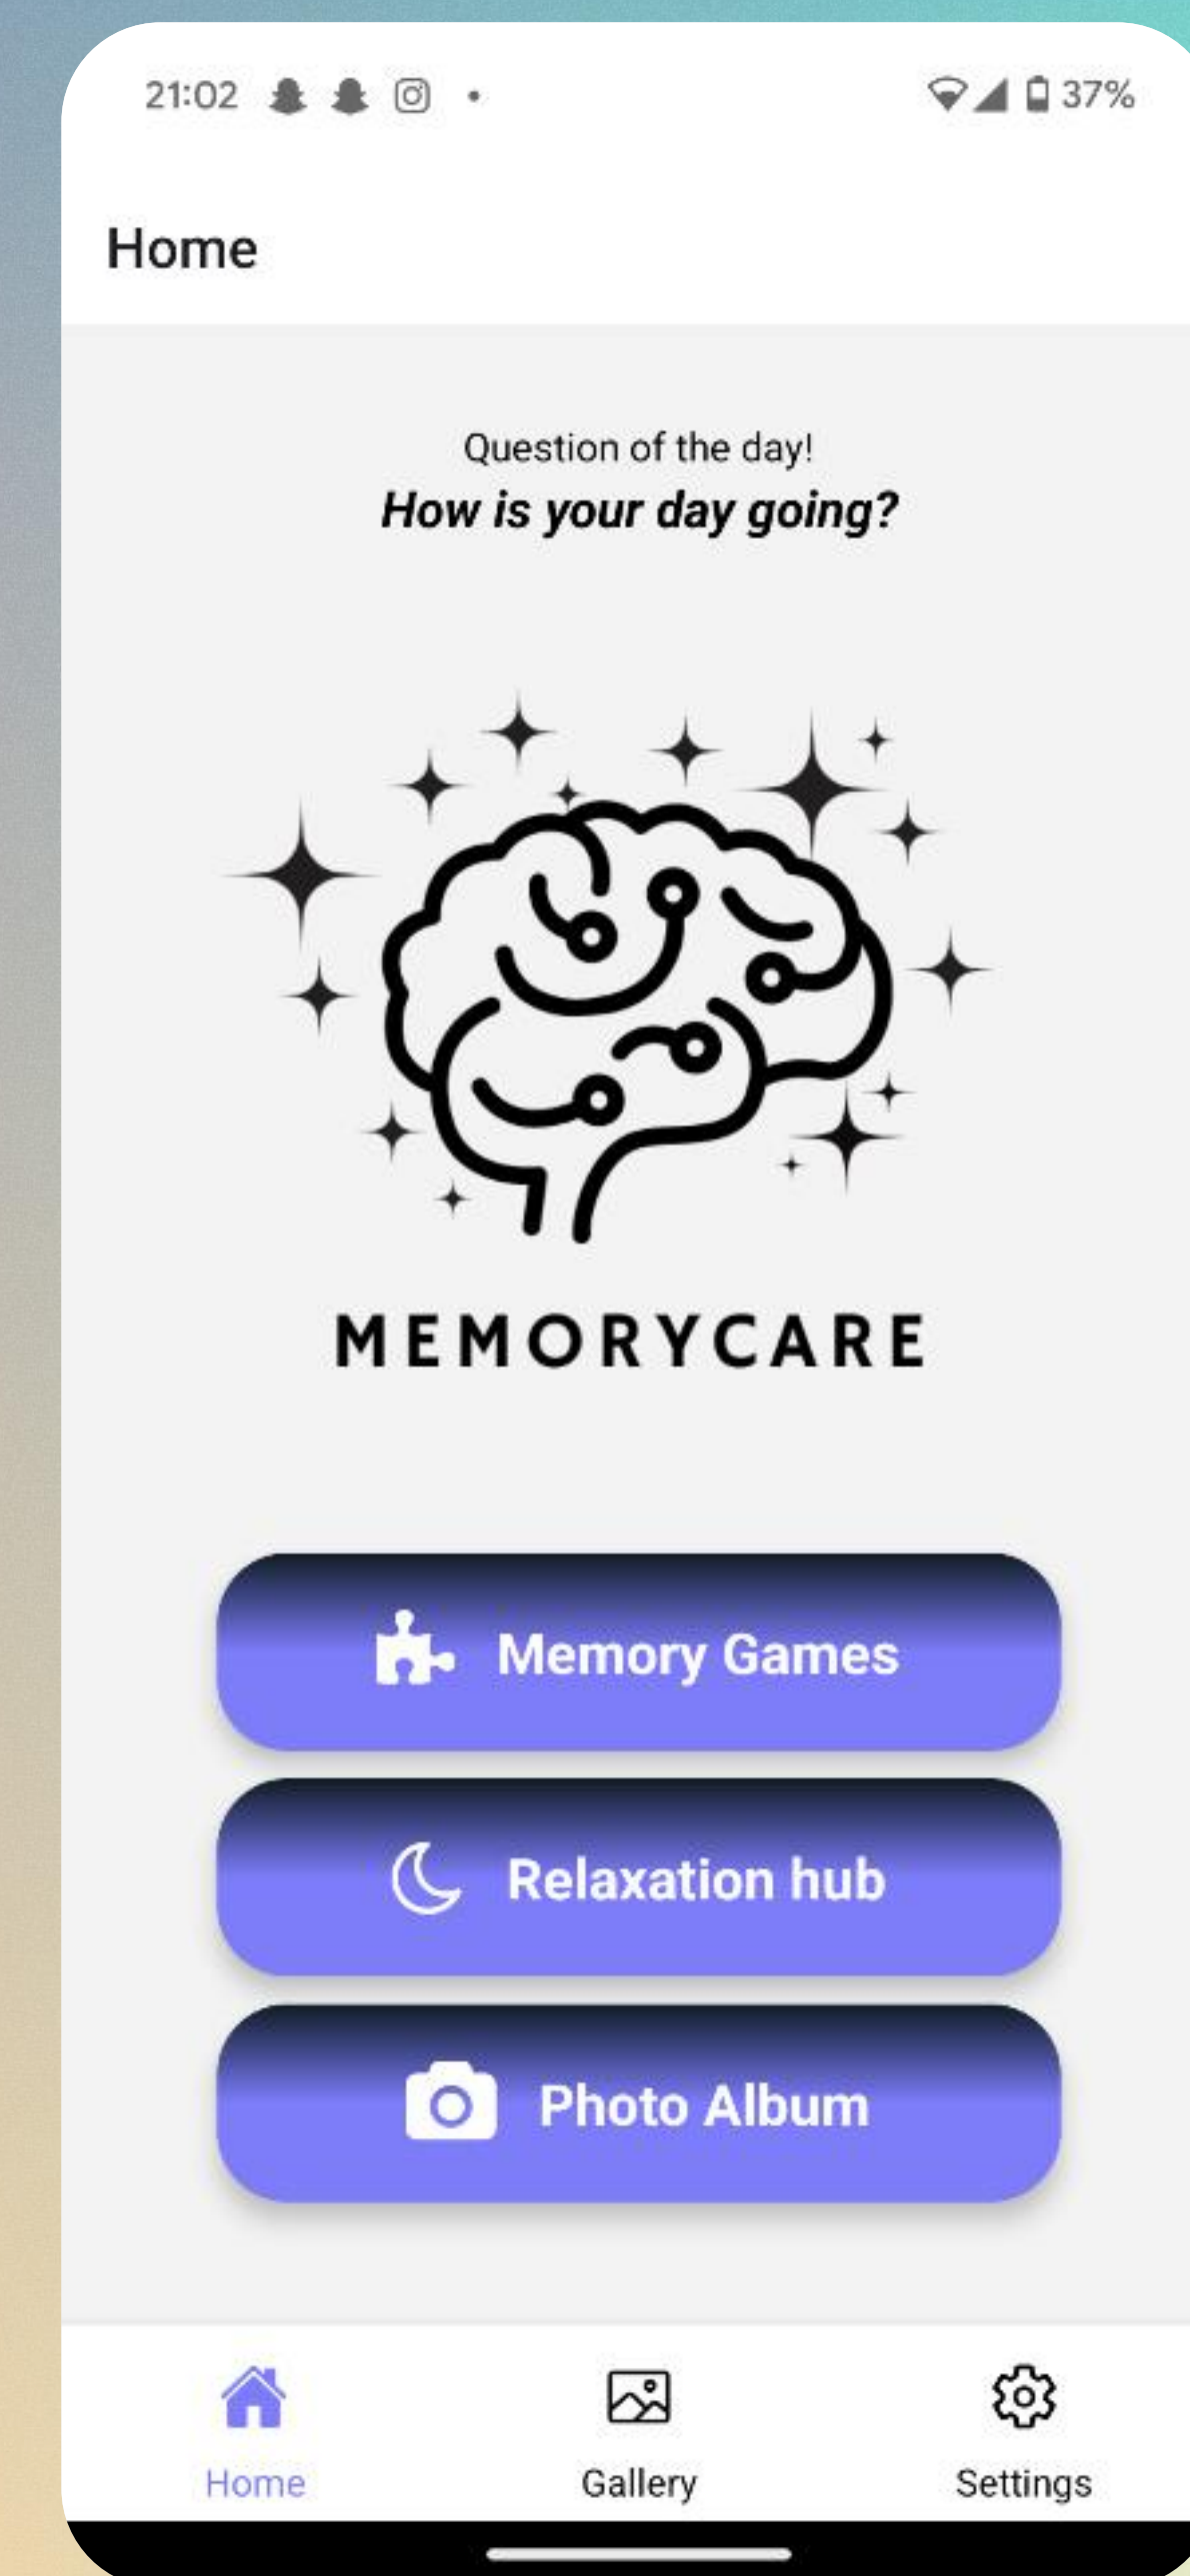 21:02
37%
Home
Question of the day!
How is your day going?
MEMORYCARE
Memory Games
Relaxation hub
Photo Album
Home
Gallery
Settings